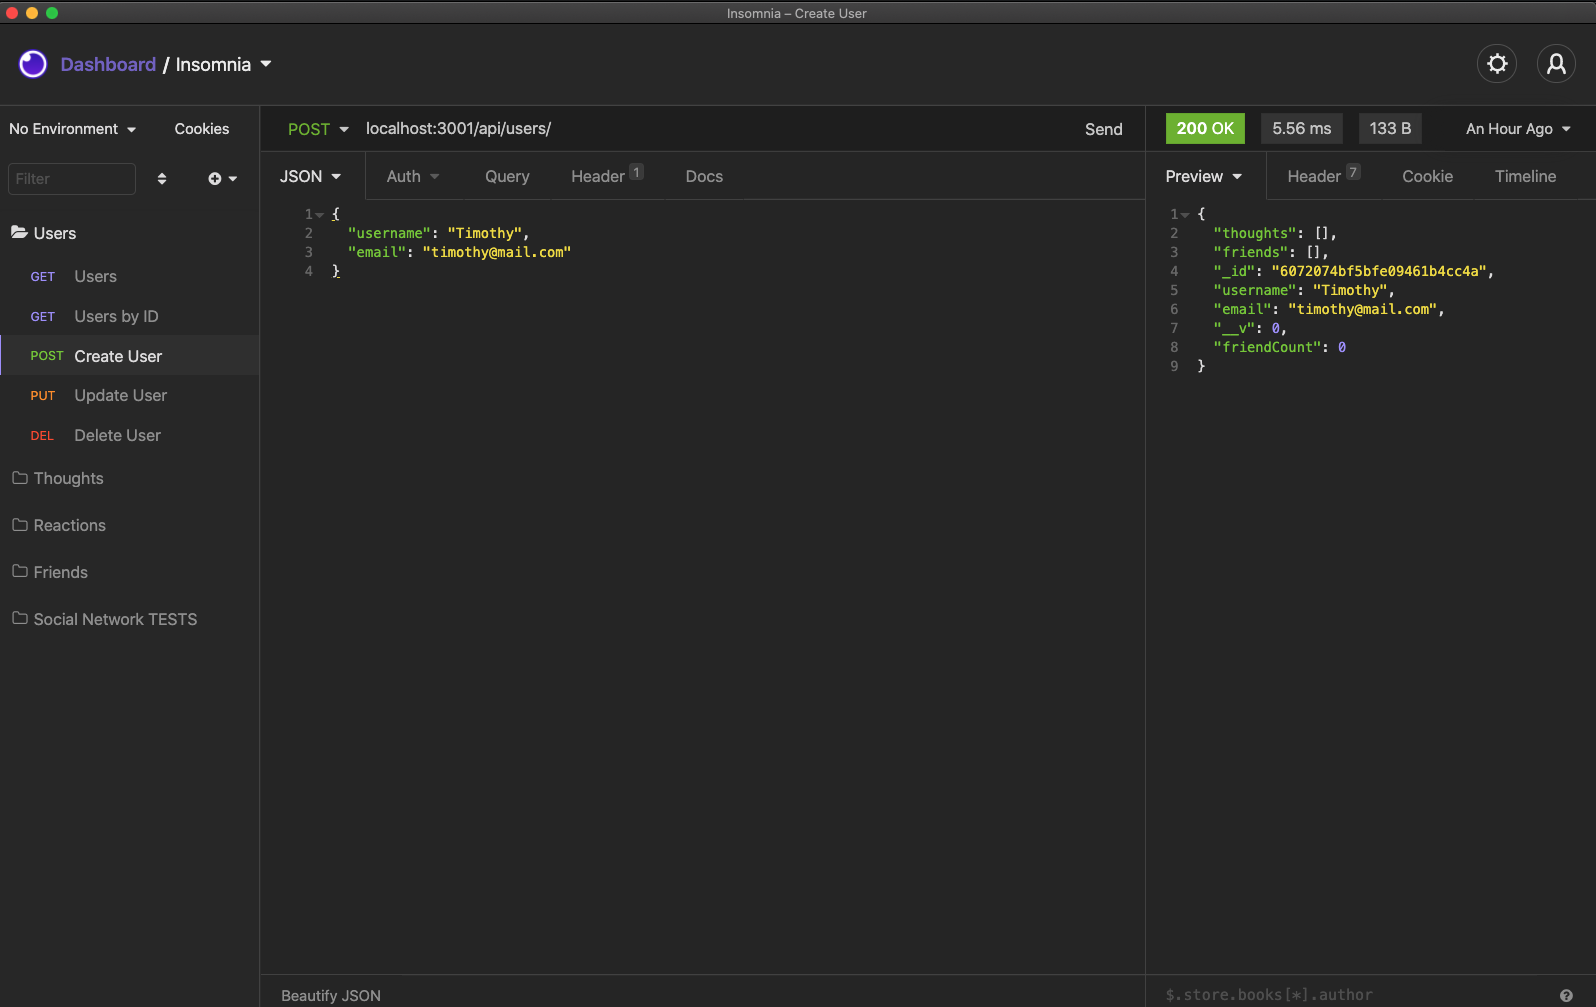 Insomnia – Create User
Dashboard / Insomnia
No Environment Cookies
Filter
Users
GET Users
GET Users by ID
POST Create User
PUT Update User
DEL Delete User
Thoughts
Reactions
Friends
Social Network TESTS
POST localhost:3001/api/users/ Send
JSON Auth Query Header 1 Docs
1 {
2 "username": "Timothy",
3 "email": "timothy@mail.com"
4 }
Beautify JSON
200 OK 5.56 ms 133 B An Hour Ago
Preview Header 7 Cookie Timeline
1 {
2 "thoughts": [],
3 "friends": [],
4 "_id": "6072074bf5bfe09461b4cc4a",
5 "username": "Timothy",
6 "email": "timothy@mail.com",
7 "__v": 0,
8 "friendCount": 0
9 }
$.store.books[*].author